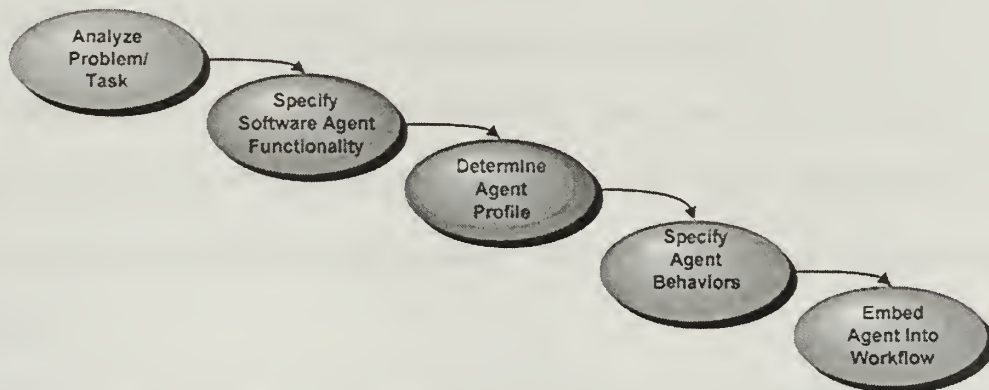 Analyze
Problem/
Task
Specify
Software Agent
Functionality
Determine
Agent
Profile
Specify
Agent
Behaviors
Embed
Agent Into
Workflow